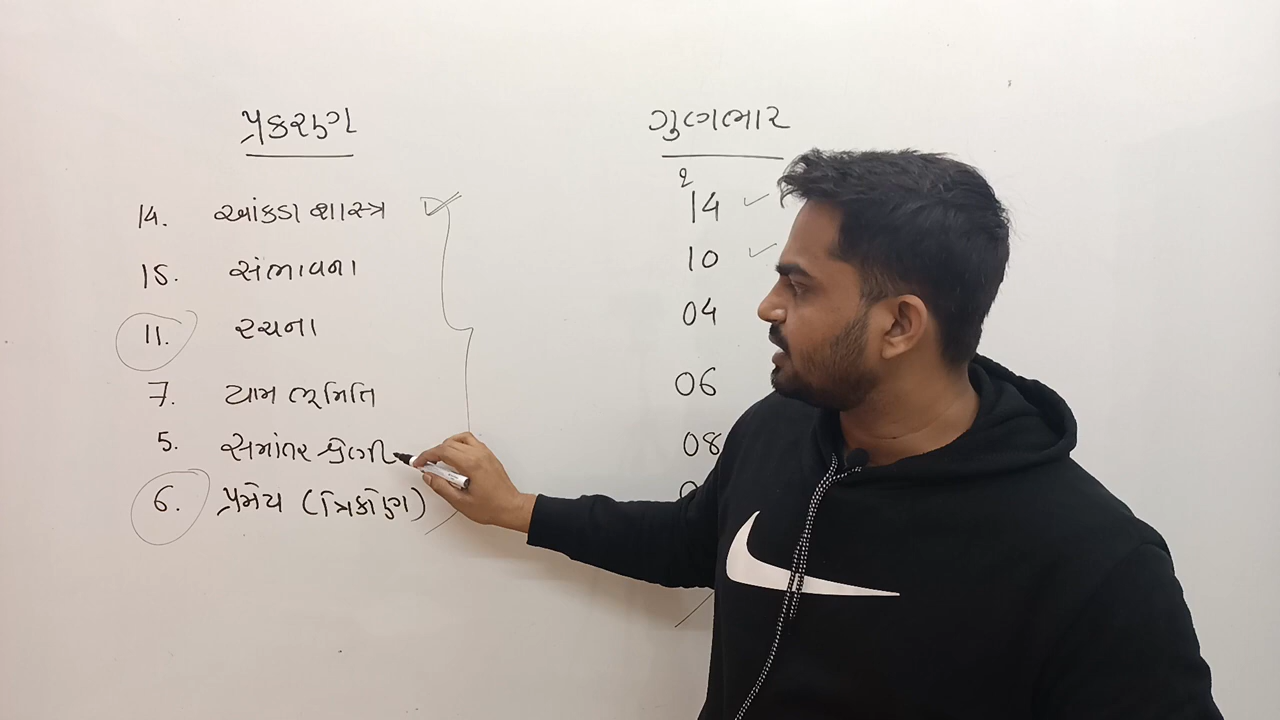 પ્રકરણ ગુણભાર
૨
14. આંકડા શાસ્ત્ર 14
15. સંભાવના 10
11. રચના 04
7. યામ ભૂમિતિ 06
5. સમાંતર શ્રેણી 08
6. પ્રમેય (ત્રિકોણ)